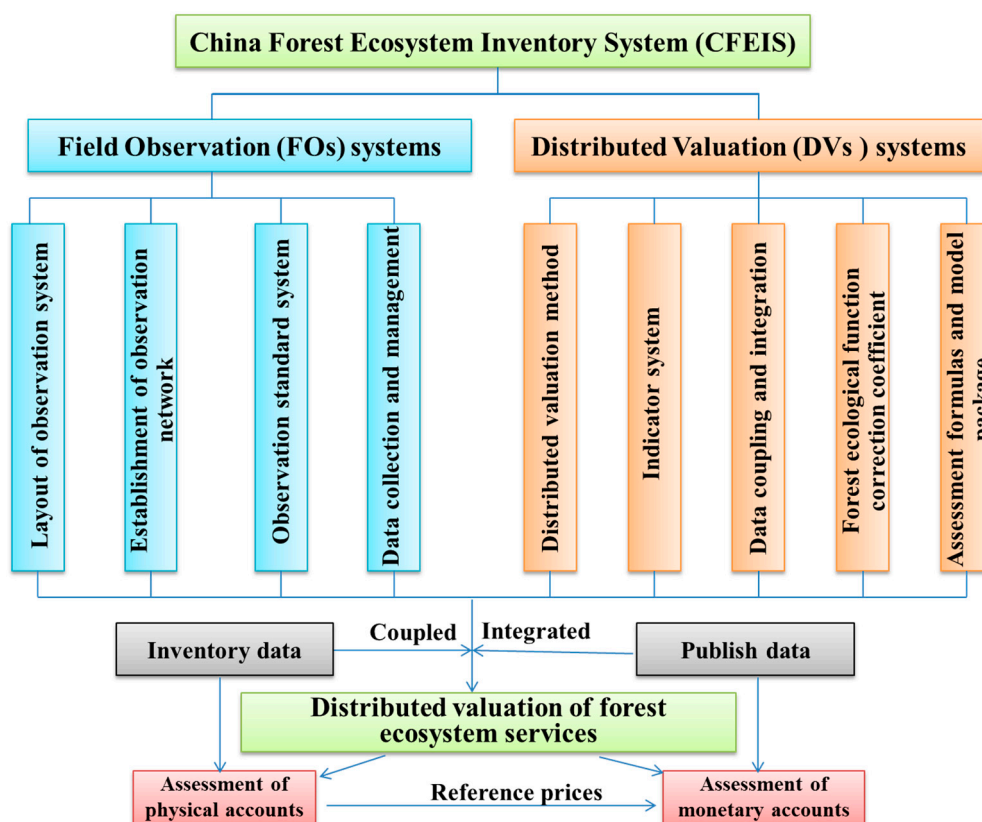 China Forest Ecosystem Inventory System (CFEIS)
Field Observation (FOs) systems
Distributed Valuation (DVs ) systems
Layout of observation system
Establishment of observation
network
Observation standard system
Data collection and management
Distributed valuation method
Indicator system
Data coupling and integration
Forest ecological function
correction coefficient
Assessment formulas and model
package
Coupled
Integrated
Inventory data
Publish data
Distributed valuation of forest
ecosystem services
Assessment of
physical accounts
Reference prices
Assessment of
monetary accounts